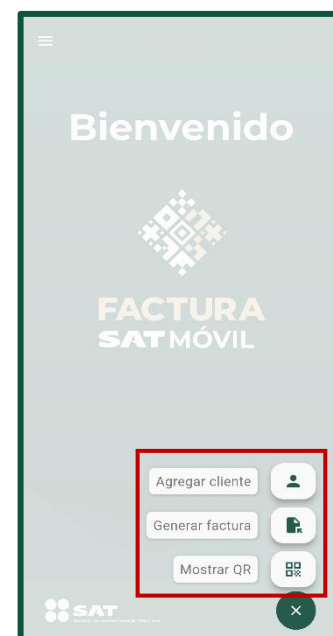 Bienvenido
FACTURA
SAT MÓVIL
Agregar cliente
Generar factura
Mostrar QR
SAT